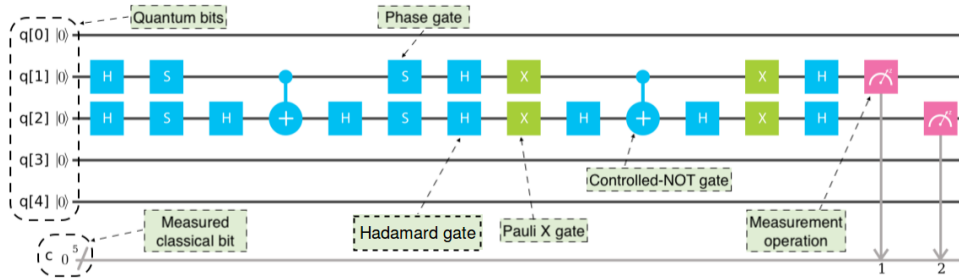 Quantum bits
Phase gate
q[0] |0⟩
q[1] |0⟩ H S S H X X H
q[2] |0⟩ H S H + H S H X H + H X H
q[3] |0⟩
q[4] |0⟩
Controlled-NOT gate
Measured
classical bit
Hadamard gate
Pauli X gate
Measurement
operation
c 0 5
1 2